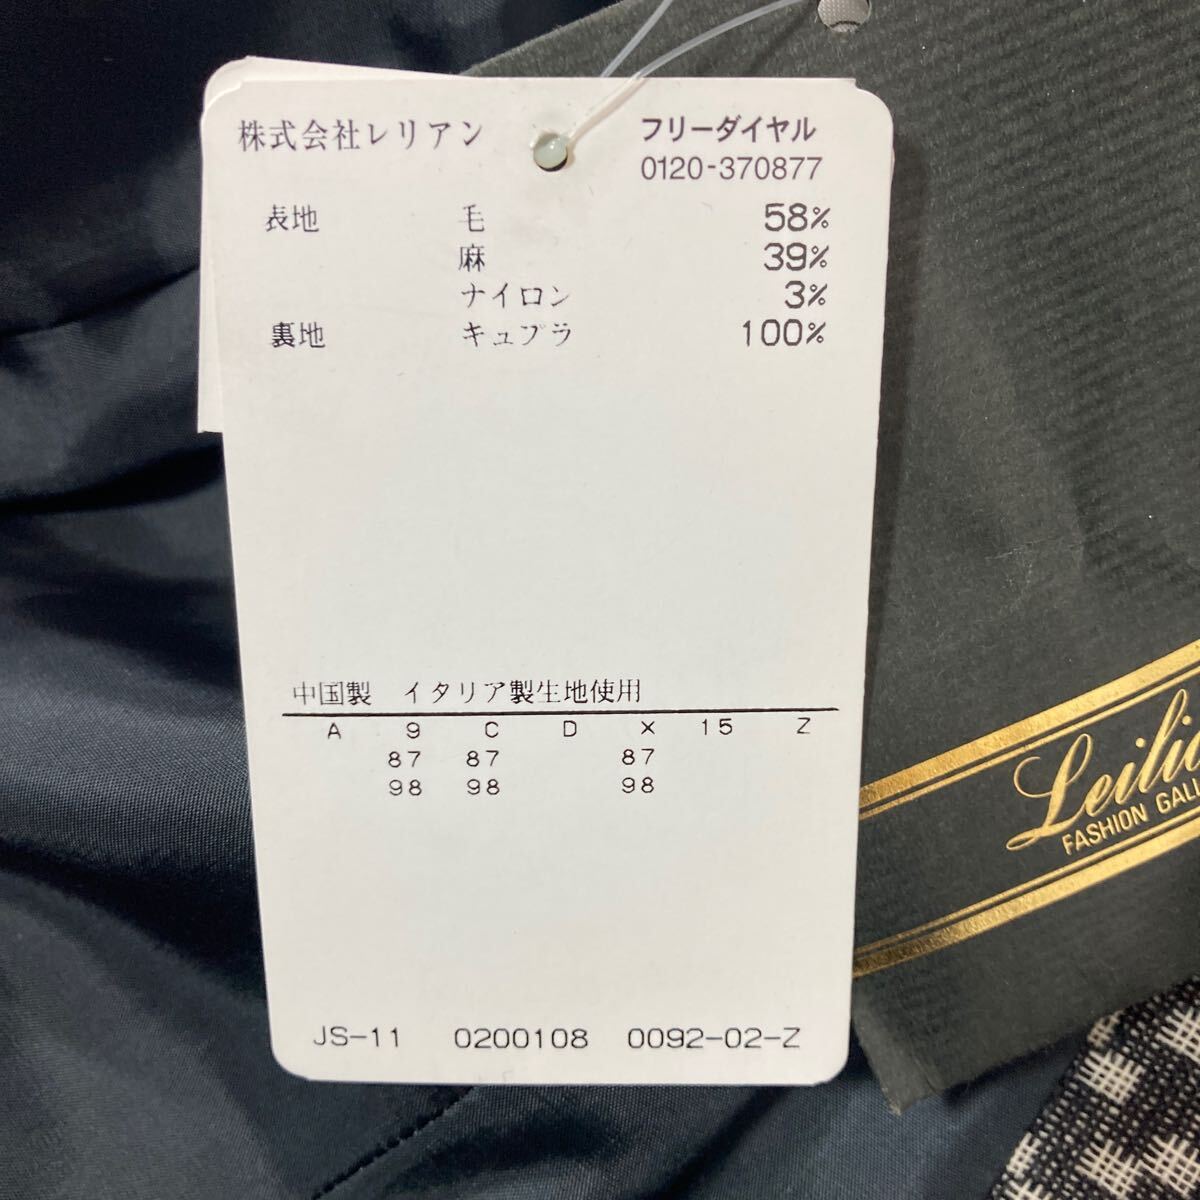 株式会社レリアン
フリーダイヤル
0120-370877
表地 毛 58%
麻 39%
ナイロン 3%
裏地 キュプラ 100%
中国製 イタリア製生地使用
A 9 C D X 15 Z
87 87 87
98 98 98
JS-11 0200108 0092-02-Z
FASHION